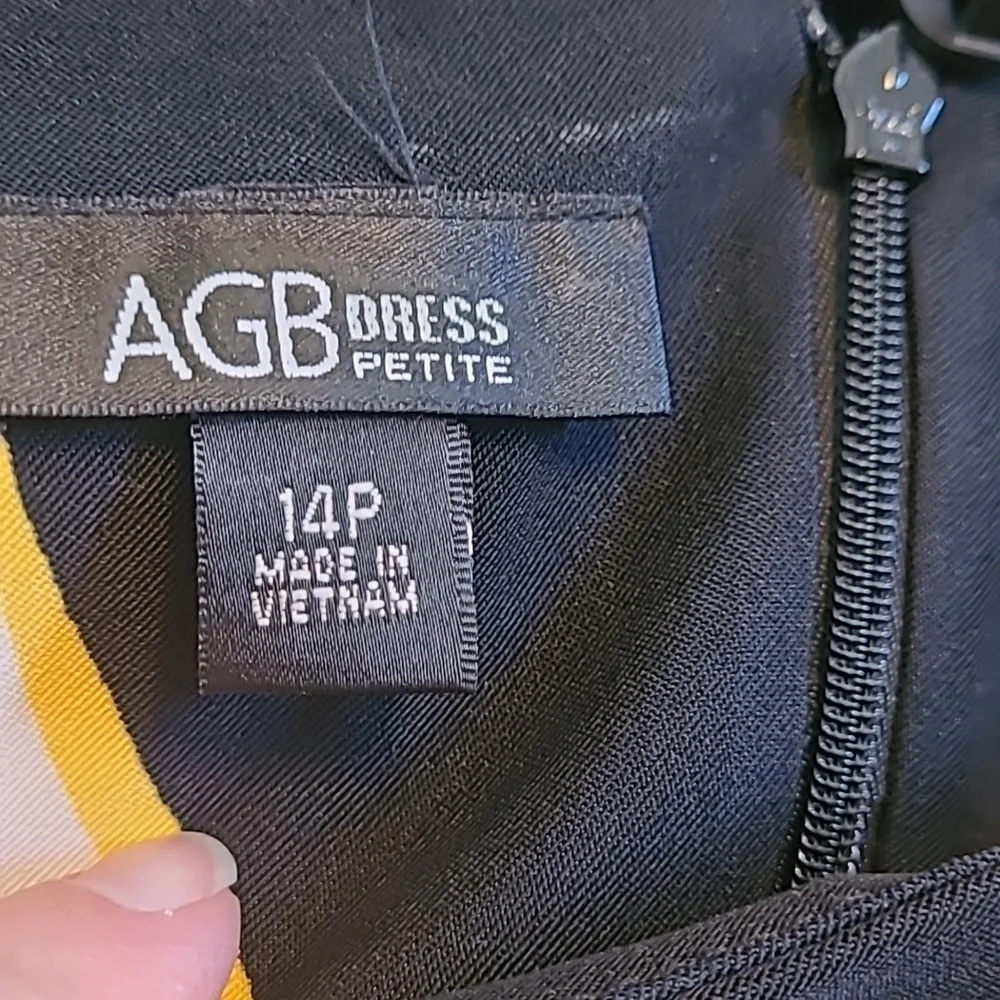 AGB DRESS
PETITE
14P
MADE IN
VIETNAM